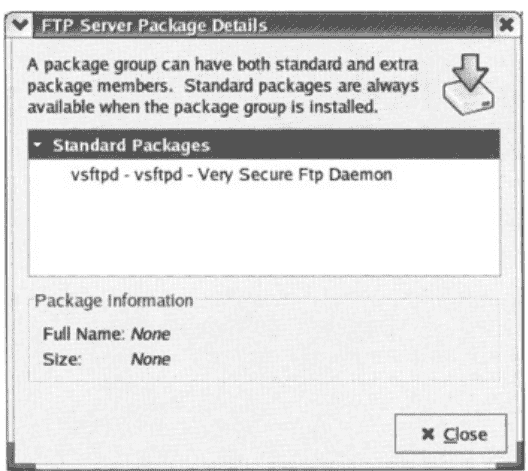 FTP Server Package Details
A package group can have both standard and extra
package members. Standard packages are always
available when the package group is installed.
Standard Packages
vsftpd - vsftpd - Very Secure Ftp Daemon
Package Information
Full Name: None
Size: None
Close